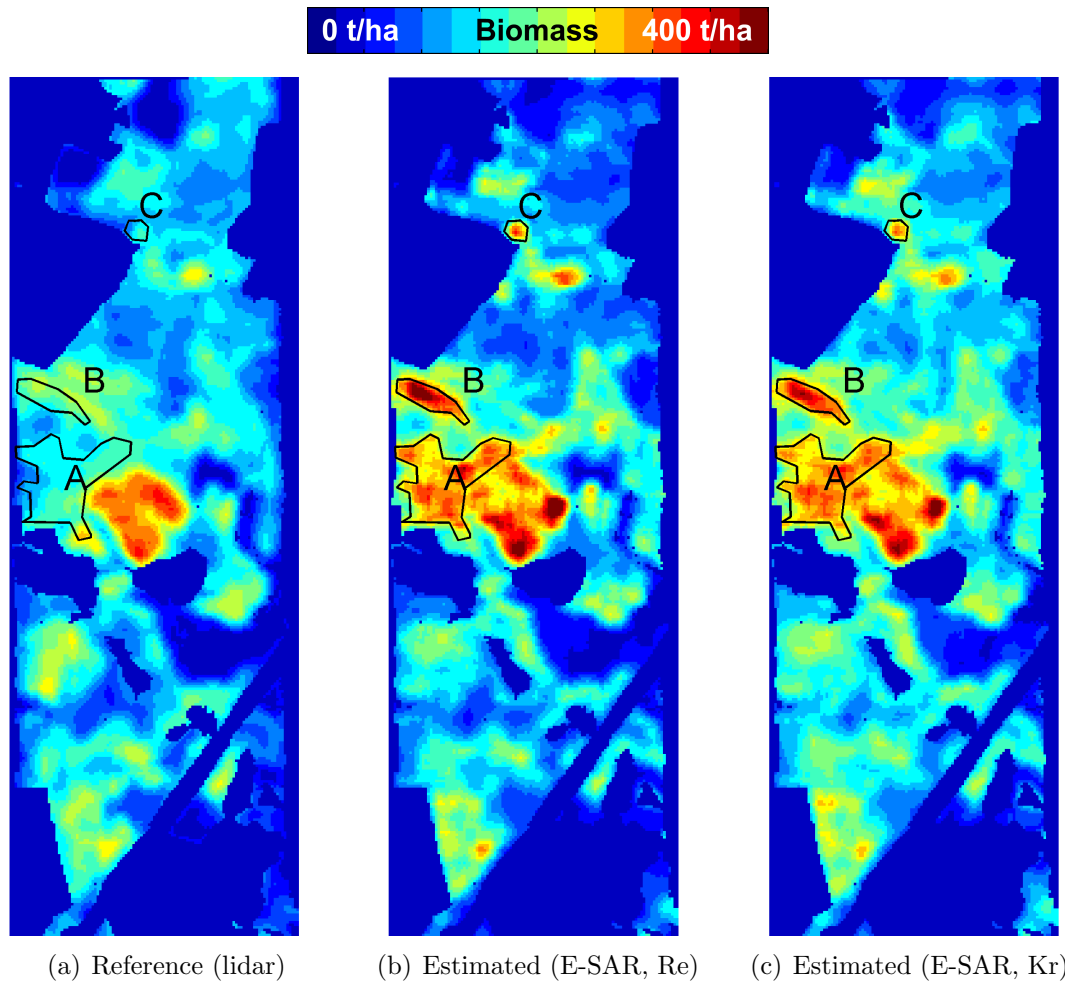 0 t/ha Biomass 400 t/ha
C
B
A
C
B
A
C
B
A
(a) Reference (lidar)
(b) Estimated (E-SAR, Re)
(c) Estimated (E-SAR, Kr)